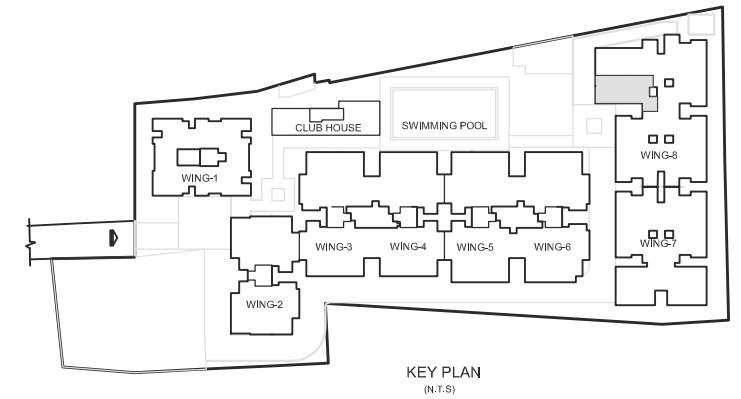 CLUB HOUSE
SWIMMING POOL
WING-8
WING-1
WING-3
WING-4
WING-5
WING-6
WING-7
WING-2
KEY PLAN
(N.T.S)